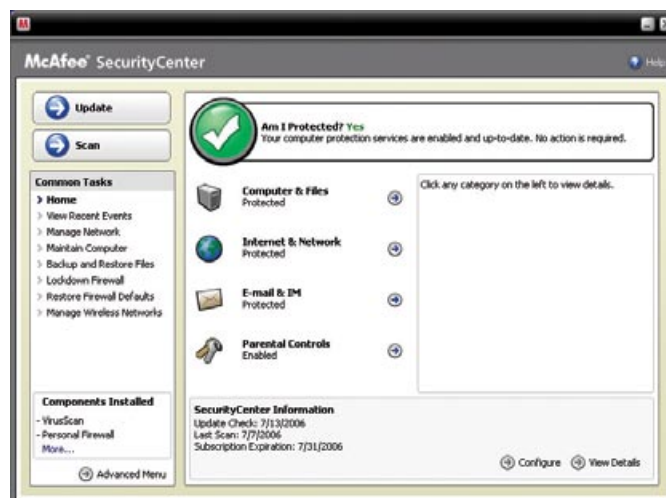 McAfee® SecurityCenter
Help
Update
Scan
Common Tasks
Home
View Recent Events
Manage Network
Maintain Computer
Backup and Restore Files
Lockdown Firewall
Restore Firewall Defaults
Manage Wireless Networks
Components Installed
- VirusScan
- Personal Firewall
More...
Advanced Menu
Am I Protected? Yes
Your computer protection services are enabled and up-to-date. No action is required.
Computer & Files
Protected
Internet & Network
Protected
E-mail & IM
Protected
Parental Controls
Enabled
Click any category on the left to view details.
SecurityCenter Information
Update Check: 7/13/2006
Last Scan: 7/7/2006
Subscription Expiration: 7/31/2006
Configure
View Details